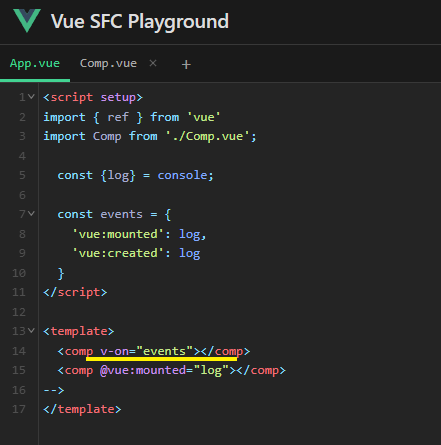 Vue SFC Playground
App.vue Comp.vue × +
1 <script setup>
2 import { ref } from 'vue'
3 import Comp from './Comp.vue';
4
5 const {log} = console;
6
7 const events = {
8 'vue:mounted': log,
9 'vue:created': log
10 }
11 </script>
12
13 <template>
14 <comp v-on="events"></comp>
15 <comp @vue:mounted="log"></comp>
16 -->
17 </template>